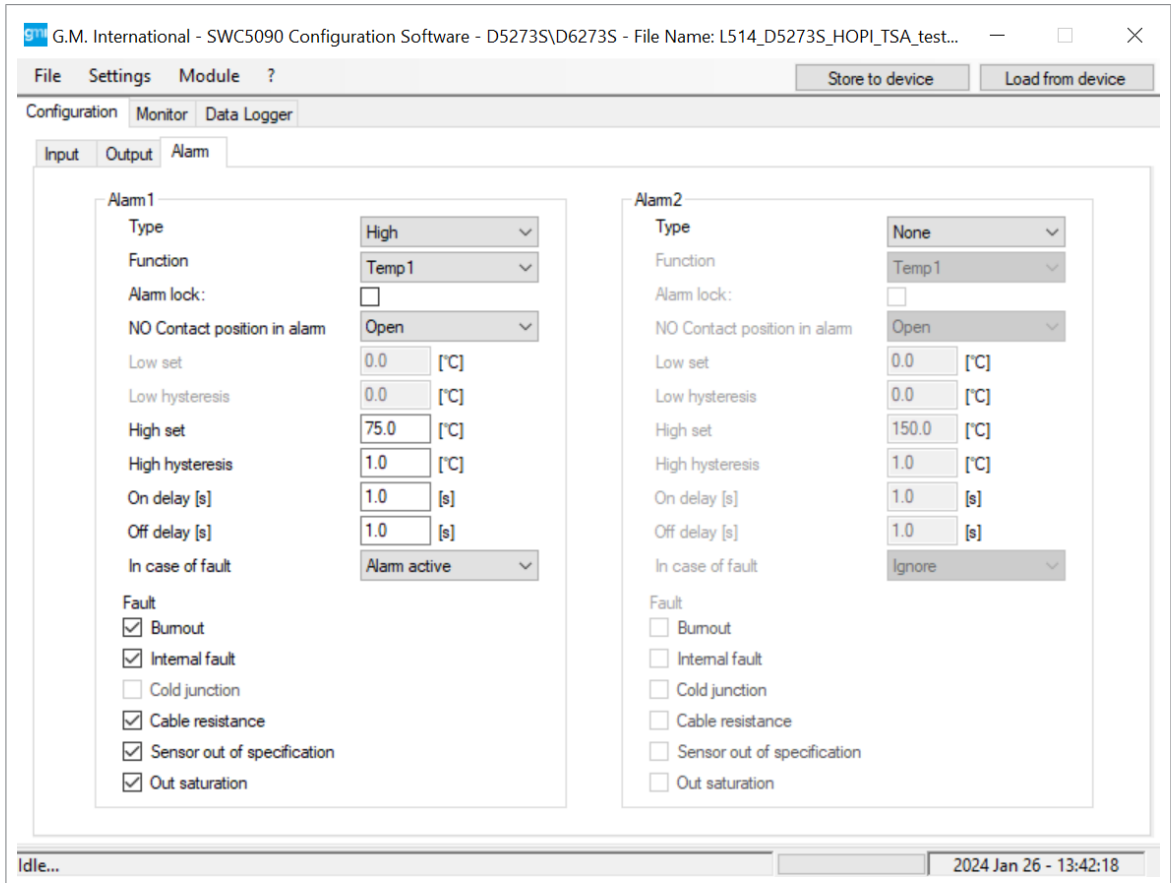 gmi G.M. International - SWC5090 Configuration Software - D5273S\D6273S - File Name: L514_D5273S_HOPI_TSA_test...
File Settings Module ? Store to device Load from device
Configuration Monitor Data Logger
Input Output Alarm
Alarm1
Type High
Function Temp1
Alarm lock:
NO Contact position in alarm Open
Low set 0.0 [°C]
Low hysteresis 0.0 [°C]
High set 75.0 [°C]
High hysteresis 1.0 [°C]
On delay [s] 1.0 [s]
Off delay [s] 1.0 [s]
In case of fault Alarm active
Fault
Burnout
Internal fault
Cold junction
Cable resistance
Sensor out of specification
Out saturation
Alarm2
Type None
Function Temp1
Alarm lock:
NO Contact position in alarm Open
Low set 0.0 [°C]
Low hysteresis 0.0 [°C]
High set 150.0 [°C]
High hysteresis 1.0 [°C]
On delay [s] 1.0 [s]
Off delay [s] 1.0 [s]
In case of fault Ignore
Fault
Burnout
Internal fault
Cold junction
Cable resistance
Sensor out of specification
Out saturation
Idle... 2024 Jan 26 - 13:42:18